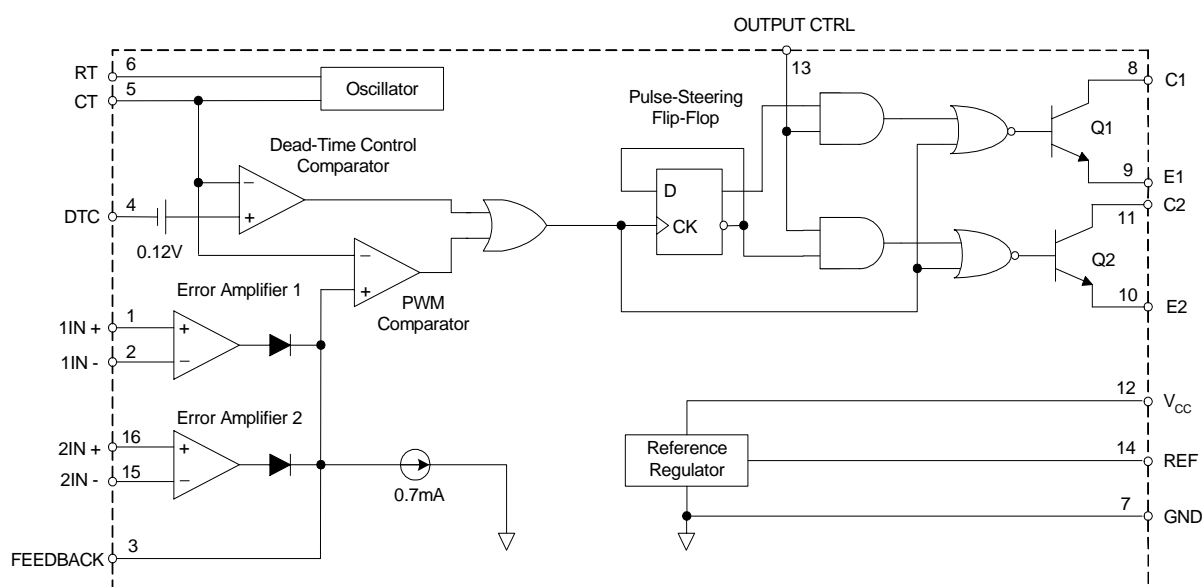 OUTPUT CTRL
13
RT
6
CT
5
Oscillator
Pulse-Steering
Flip-Flop
8
C1
Q1
9
E1
Dead-Time Control
Comparator
−
+
D
CK
DTC
4
0.12V
C2
11
Q2
10
E2
−
+
PWM
Comparator
Error Amplifier 1
1IN +
1
+
1IN -
2
−
Error Amplifier 2
2IN +
16
+
2IN -
15
−
0.7mA
FEEDBACK
3
12
VCC
Reference
Regulator
14
REF
7
GND